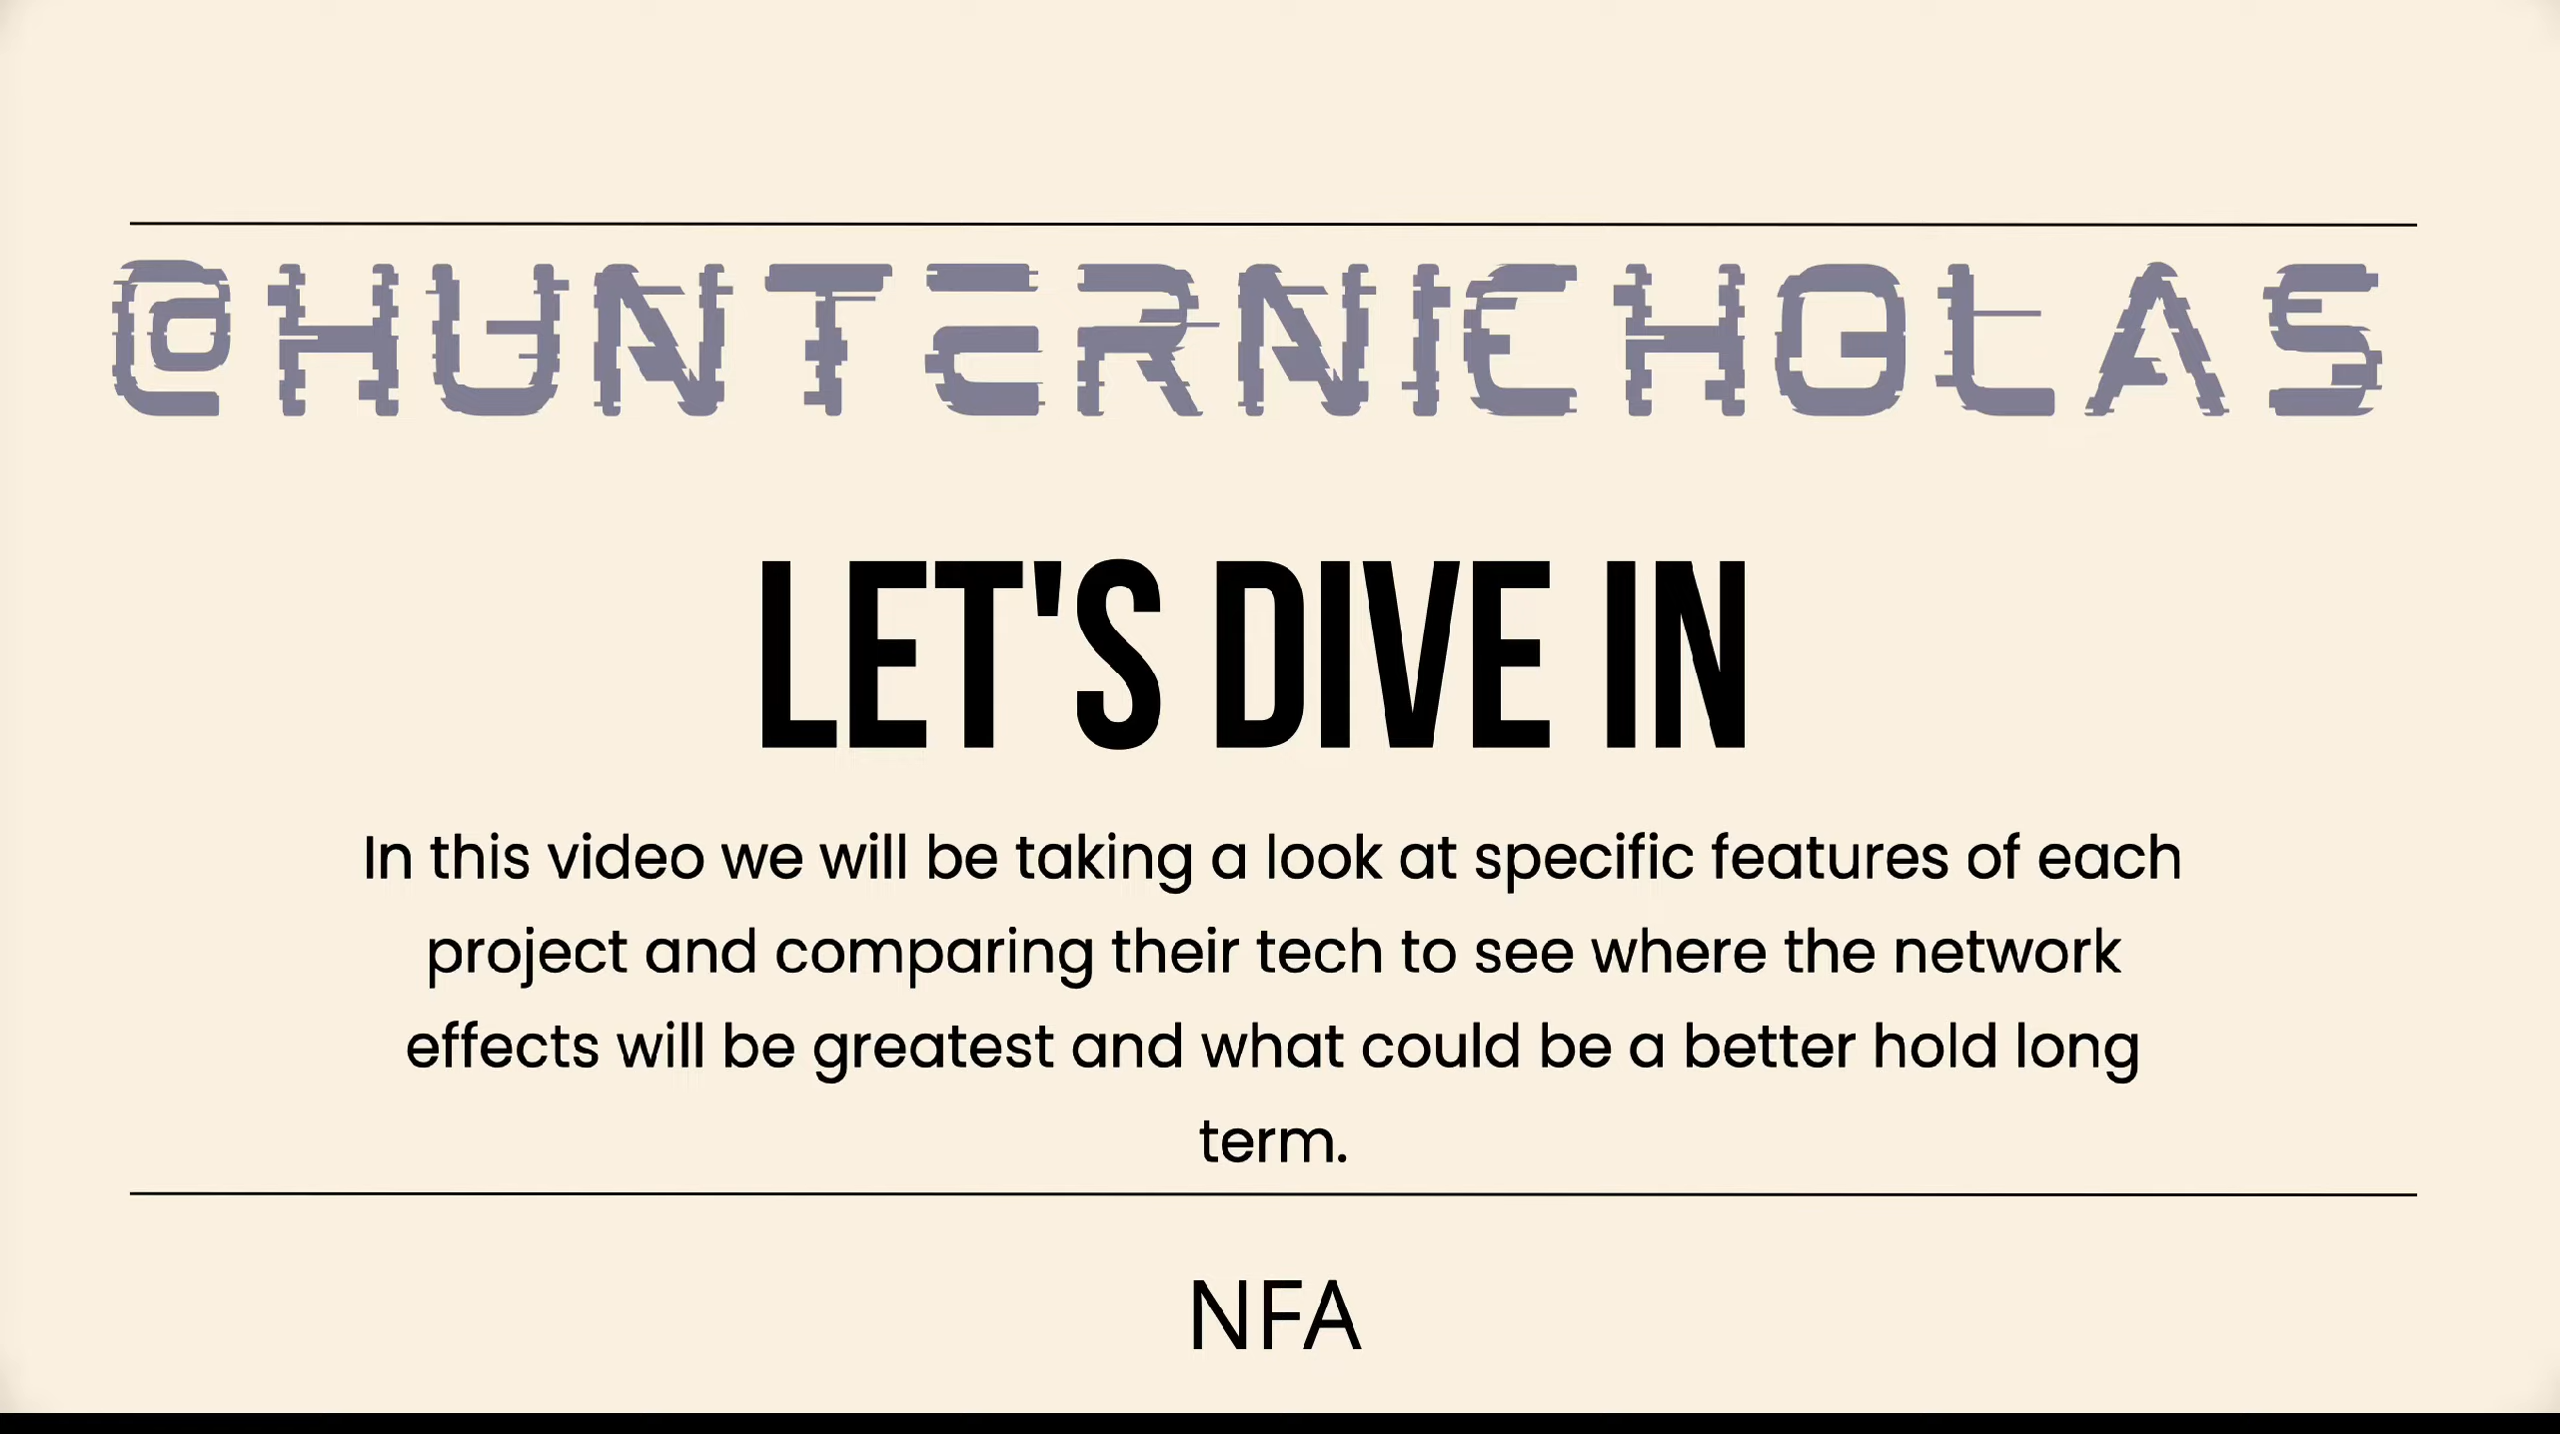 @HUNTERNICHOLAS
LET'S DIVE IN
In this video we will be taking a look at specific features of each
project and comparing their tech to see where the network
effects will be greatest and what could be a better hold long
term.
NFA